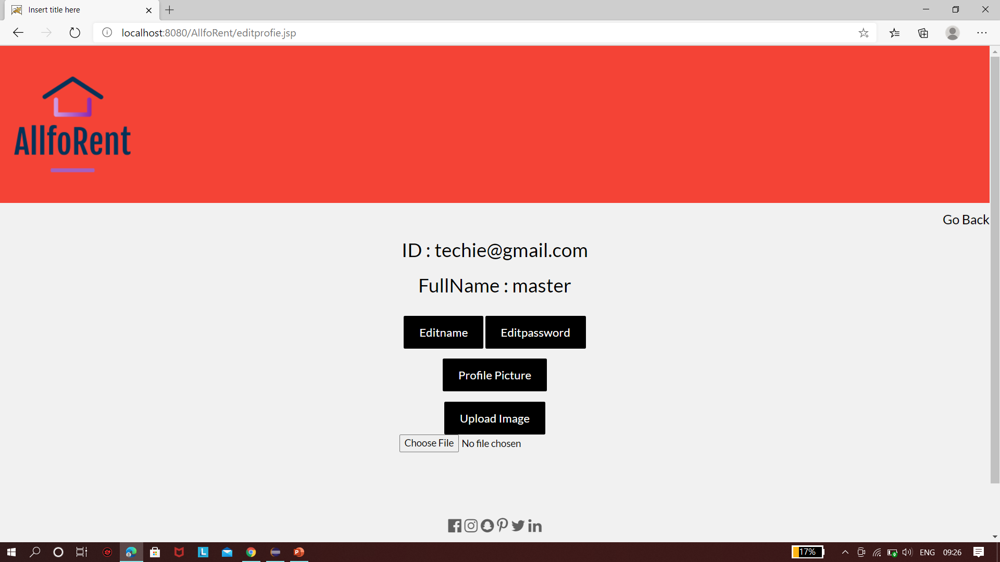 Insert title here
localhost:8080/AllfoRent/editprofie.jsp
AllfoRent
Go Back
ID : techie@gmail.com
FullName : master
Editname Editpassword
Profile Picture
Upload Image
Choose File No file chosen
17% ENG 09:26